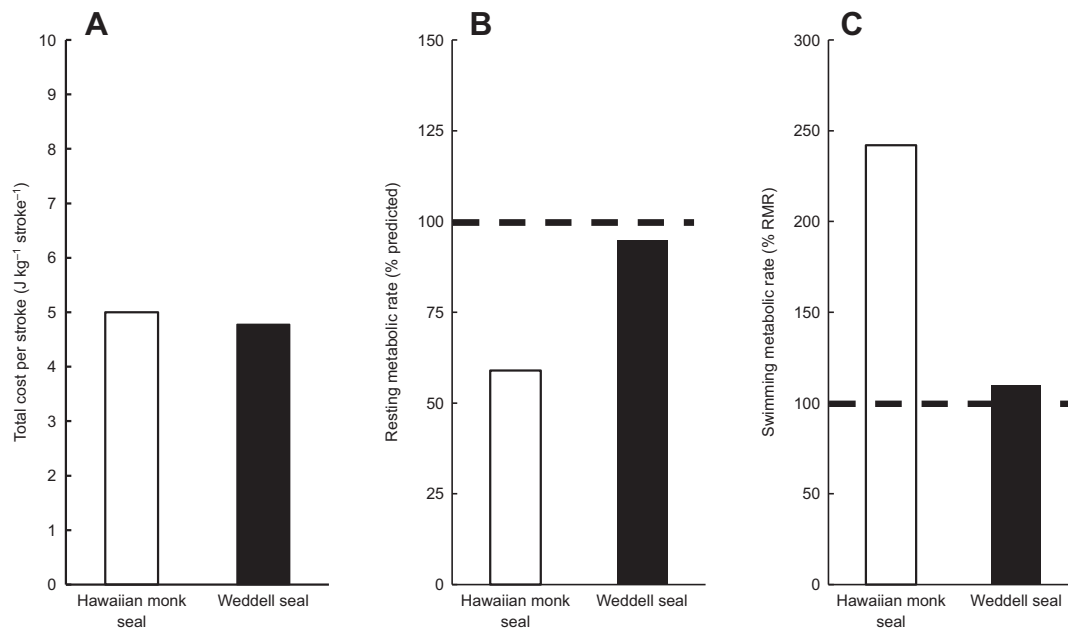 A
Total cost per stroke (J kg⁻¹ stroke⁻¹)
10
9
8
7
6
5
4
3
2
1
0
Hawaiian monk
seal
Weddell seal
B
Resting metabolic rate (% predicted)
150
125
100
75
50
25
0
Hawaiian monk
seal
Weddell seal
C
Swimming metabolic rate (% RMR)
300
250
200
150
100
50
0
Hawaiian monk
seal
Weddell seal